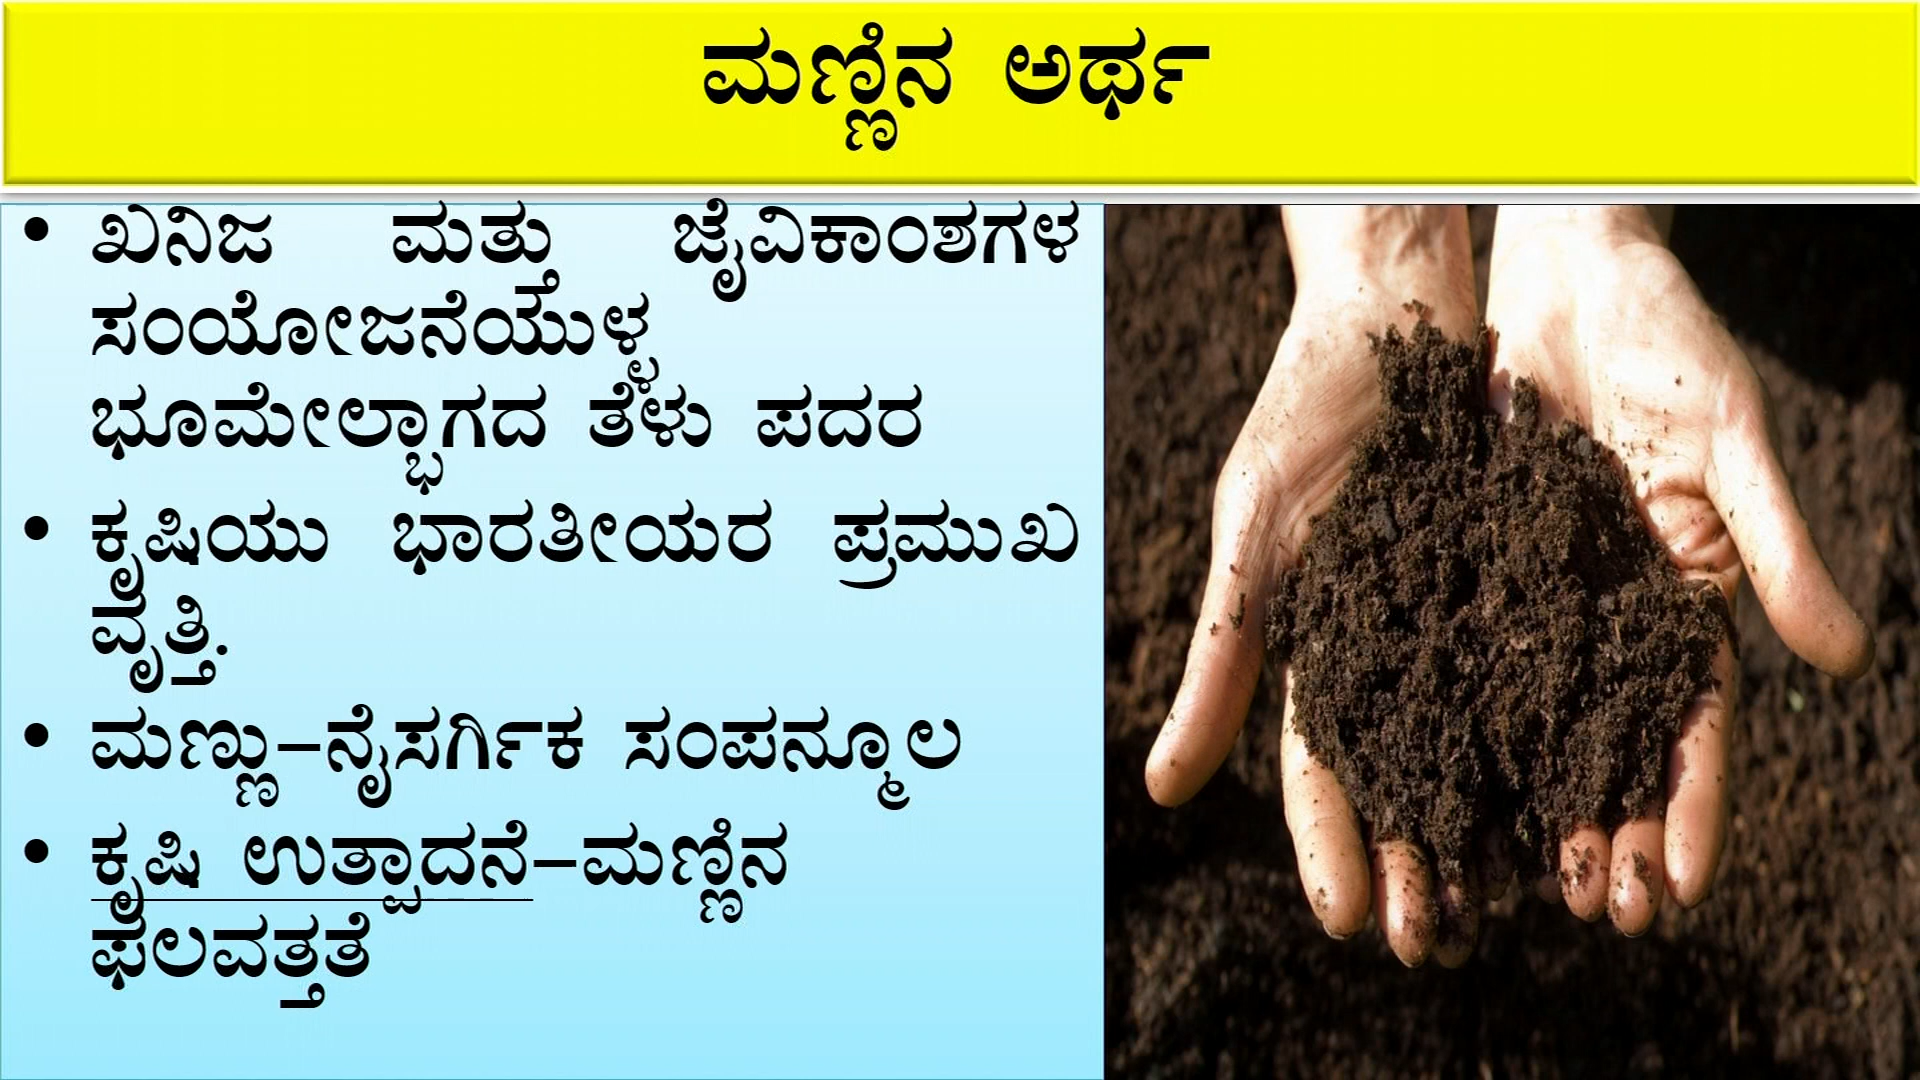 ಮಣ್ಣಿನ ಅರ್ಥ
• ಖನಿಜ ಮತ್ತು ಜೈವಿಕಾಂಶಗಳ
ಸಂಯೋಜನೆಯುಳ್ಳ
ಭೂಮೇಲ್ಭಾಗದ ತೆಳು ಪದರ
• ಕೃಷಿಯು ಭಾರತೀಯರ ಪ್ರಮುಖ
ವೃತ್ತಿ.
• ಮಣ್ಣು–ನೈಸರ್ಗಿಕ ಸಂಪನ್ಮೂಲ
• ಕೃಷಿ ಉತ್ಪಾದನೆ–ಮಣ್ಣಿನ
ಫಲವತ್ತತೆ